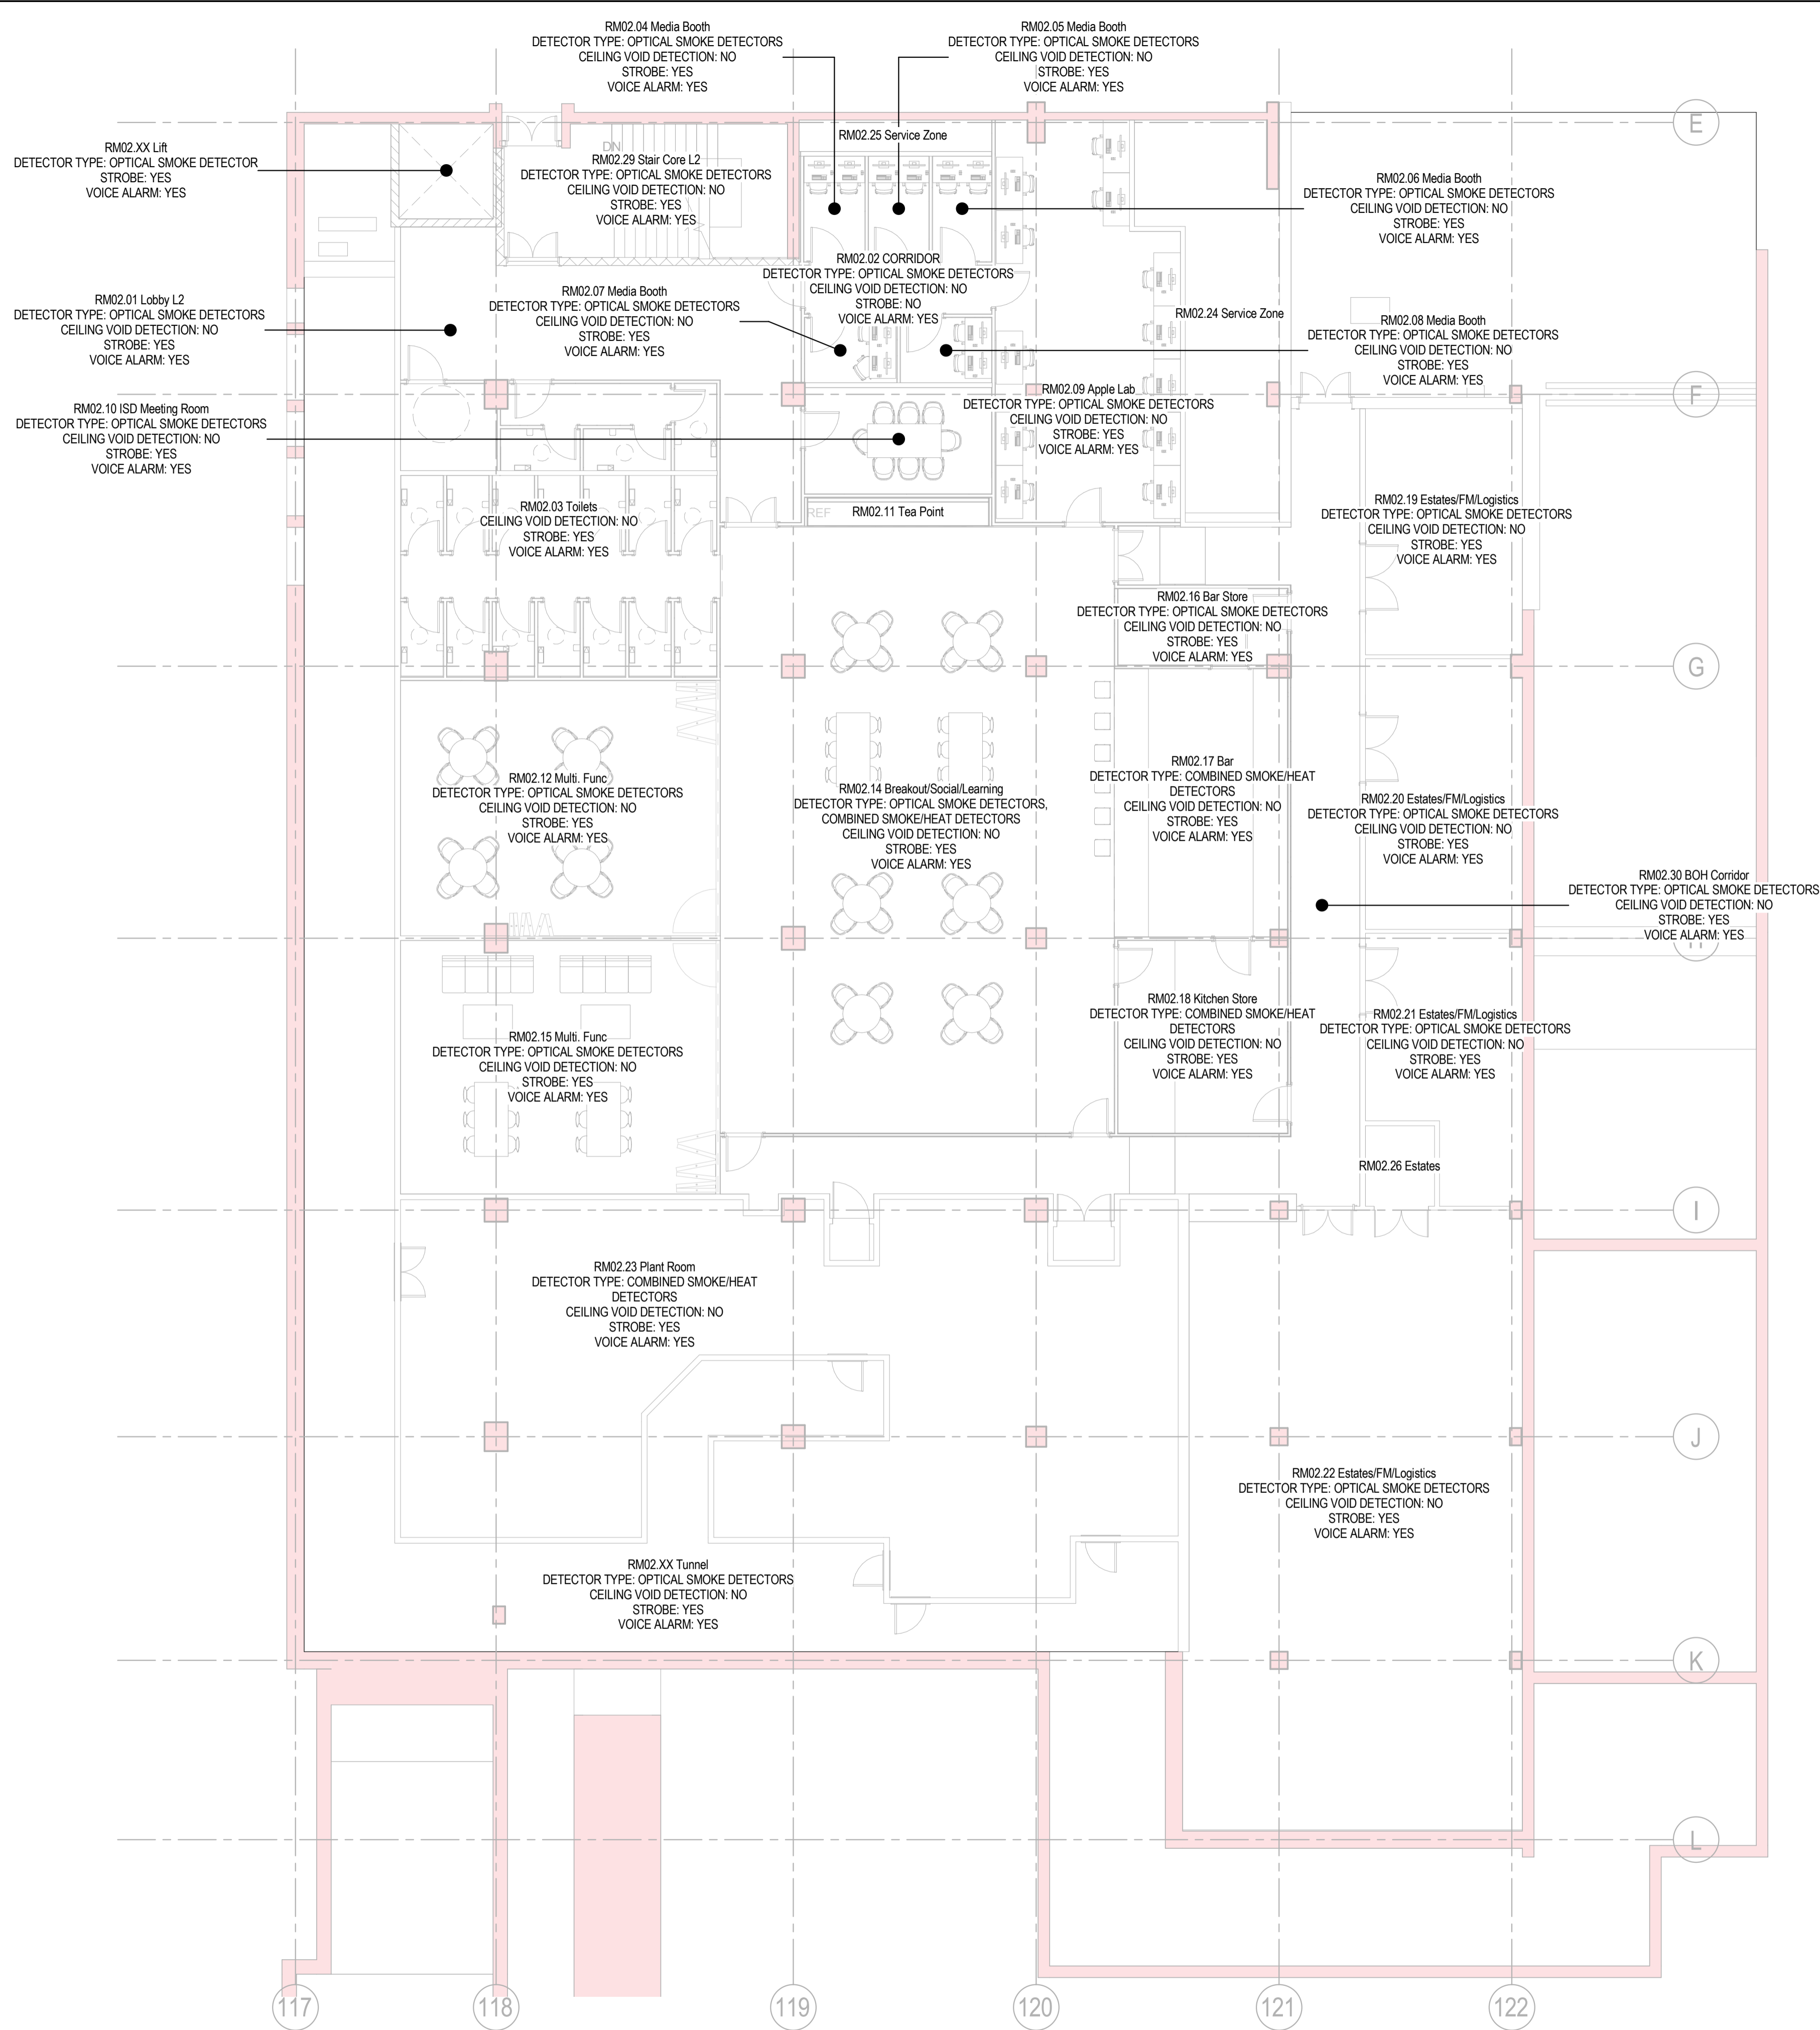 RM02.04 Media Booth
DETECTOR TYPE: OPTICAL SMOKE DETECTORS
CEILING VOID DETECTION: NO
STROBE: YES
VOICE ALARM: YES
RM02.05 Media Booth
DETECTOR TYPE: OPTICAL SMOKE DETECTORS
CEILING VOID DETECTION: NO
STROBE: YES
VOICE ALARM: YES
E
RM02.25 Service Zone
RM02.XX Lift
DETECTOR TYPE: OPTICAL SMOKE DETECTOR
STROBE: YES
VOICE ALARM: YES
DN
RM02.29 Stair Core L2
DETECTOR TYPE: OPTICAL SMOKE DETECTORS
CEILING VOID DETECTION: NO
STROBE: YES
VOICE ALARM: YES
RM02.06 Media Booth
DETECTOR TYPE: OPTICAL SMOKE DETECTORS
CEILING VOID DETECTION: NO
STROBE: YES
VOICE ALARM: YES
RM02.02 CORRIDOR
DETECTOR TYPE: OPTICAL SMOKE DETECTORS
CEILING VOID DETECTION: NO
STROBE: NO
VOICE ALARM: YES
RM02.01 Lobby L2
DETECTOR TYPE: OPTICAL SMOKE DETECTORS
CEILING VOID DETECTION: NO
STROBE: YES
VOICE ALARM: YES
RM02.07 Media Booth
DETECTOR TYPE: OPTICAL SMOKE DETECTORS
CEILING VOID DETECTION: NO
STROBE: YES
VOICE ALARM: YES
RM02.24 Service Zone
RM02.08 Media Booth
DETECTOR TYPE: OPTICAL SMOKE DETECTORS
CEILING VOID DETECTION: NO
STROBE: YES
VOICE ALARM: YES
F
RM02.10 ISD Meeting Room
DETECTOR TYPE: OPTICAL SMOKE DETECTORS
CEILING VOID DETECTION: NO
STROBE: YES
VOICE ALARM: YES
RM02.09 Apple Lab
DETECTOR TYPE: OPTICAL SMOKE DETECTORS
CEILING VOID DETECTION: NO
STROBE: YES
VOICE ALARM: YES
RM02.03 Toilets
CEILING VOID DETECTION: NO
STROBE: YES
VOICE ALARM: YES
REF
RM02.11 Tea Point
RM02.19 Estates/FM/Logistics
DETECTOR TYPE: OPTICAL SMOKE DETECTORS
CEILING VOID DETECTION: NO
STROBE: YES
VOICE ALARM: YES
RM02.16 Bar Store
DETECTOR TYPE: OPTICAL SMOKE DETECTORS
CEILING VOID DETECTION: NO
STROBE: YES
VOICE ALARM: YES
G
RM02.12 Multi. Func
DETECTOR TYPE: OPTICAL SMOKE DETECTORS
CEILING VOID DETECTION: NO
STROBE: YES
VOICE ALARM: YES
RM02.14 Breakout/Social/Learning
DETECTOR TYPE: OPTICAL SMOKE DETECTORS,
COMBINED SMOKE/HEAT DETECTORS
CEILING VOID DETECTION: NO
STROBE: YES
VOICE ALARM: YES
RM02.17 Bar
DETECTOR TYPE: COMBINED SMOKE/HEAT
DETECTORS
CEILING VOID DETECTION: NO
STROBE: YES
VOICE ALARM: YES
RM02.20 Estates/FM/Logistics
DETECTOR TYPE: OPTICAL SMOKE DETECTORS
CEILING VOID DETECTION: NO
STROBE: YES
VOICE ALARM: YES
RM02.30 BOH Corridor
DETECTOR TYPE: OPTICAL SMOKE DETECTORS
CEILING VOID DETECTION: NO
STROBE: YES
VOICE ALARM: YES
RM02.15 Multi. Func
DETECTOR TYPE: OPTICAL SMOKE DETECTORS
CEILING VOID DETECTION: NO
STROBE: YES
VOICE ALARM: YES
RM02.18 Kitchen Store
DETECTOR TYPE: COMBINED SMOKE/HEAT
DETECTORS
CEILING VOID DETECTION: NO
STROBE: YES
VOICE ALARM: YES
RM02.21 Estates/FM/Logistics
DETECTOR TYPE: OPTICAL SMOKE DETECTORS
CEILING VOID DETECTION: NO
STROBE: YES
VOICE ALARM: YES
RM02.26 Estates
I
RM02.23 Plant Room
DETECTOR TYPE: COMBINED SMOKE/HEAT
DETECTORS
CEILING VOID DETECTION: NO
STROBE: YES
VOICE ALARM: YES
J
RM02.22 Estates/FM/Logistics
DETECTOR TYPE: OPTICAL SMOKE DETECTORS
CEILING VOID DETECTION: NO
STROBE: YES
VOICE ALARM: YES
RM02.XX Tunnel
DETECTOR TYPE: OPTICAL SMOKE DETECTORS
CEILING VOID DETECTION: NO
STROBE: YES
VOICE ALARM: YES
K
L
117
118
119
120
121
122